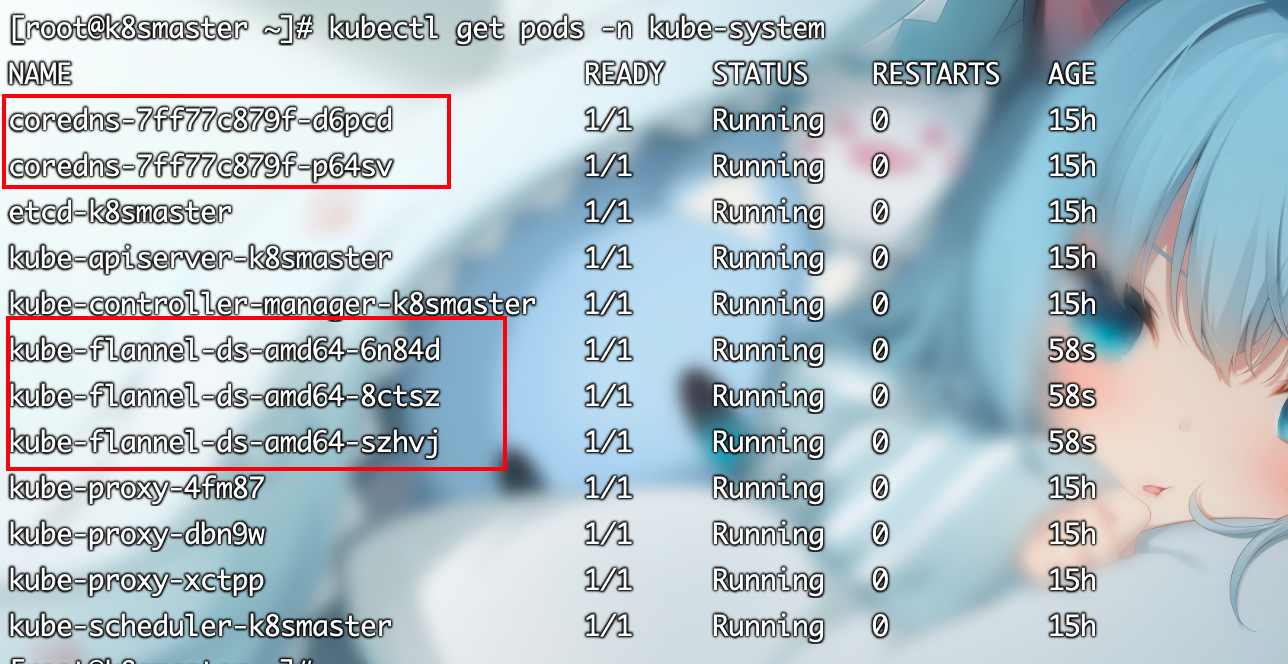 [root@k8smaster ~]# kubectl get pods -n kube-system
NAME READY STATUS RESTARTS AGE
coredns-7ff77c879f-d6pcd 1/1 Running 0 15h
coredns-7ff77c879f-p64sv 1/1 Running 0 15h
etcd-k8smaster 1/1 Running 0 15h
kube-apiserver-k8smaster 1/1 Running 0 15h
kube-controller-manager-k8smaster 1/1 Running 0 15h
kube-flannel-ds-amd64-6n84d 1/1 Running 0 58s
kube-flannel-ds-amd64-8ctsz 1/1 Running 0 58s
kube-flannel-ds-amd64-szhvj 1/1 Running 0 58s
kube-proxy-4fm87 1/1 Running 0 15h
kube-proxy-dbn9w 1/1 Running 0 15h
kube-proxy-xctpp 1/1 Running 0 15h
kube-scheduler-k8smaster 1/1 Running 0 15h
[root@k8smaster ~]#